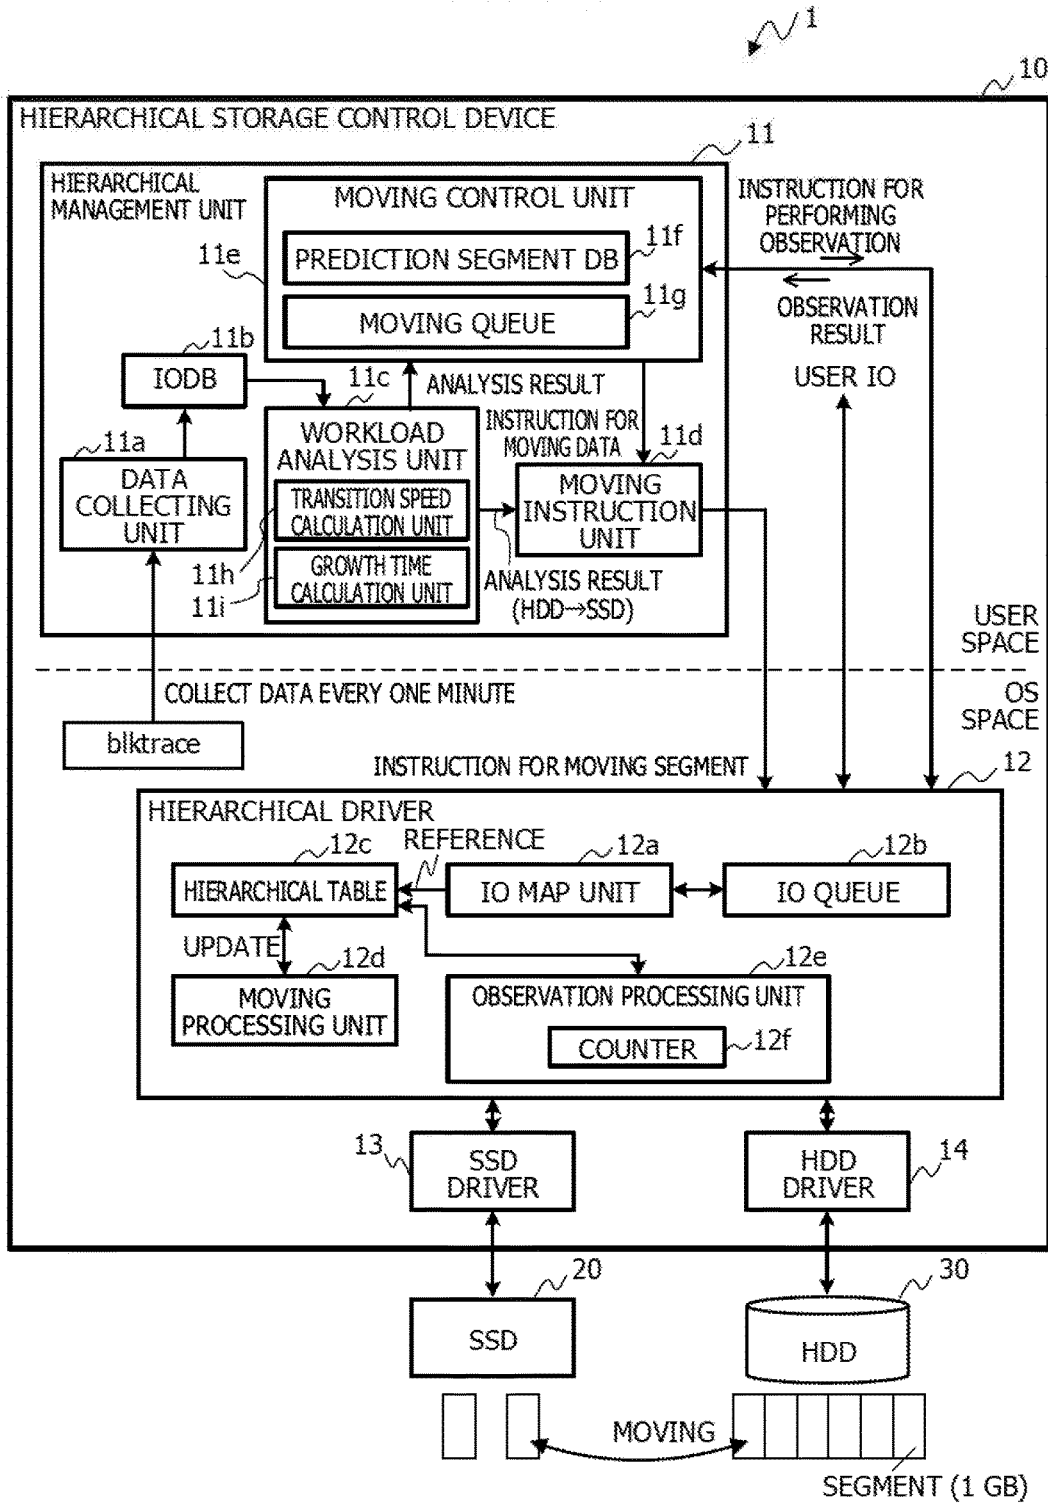 1
10
HIERARCHICAL STORAGE CONTROL DEVICE
11
HIERARCHICAL
MANAGEMENT UNIT
MOVING CONTROL UNIT
11e
PREDICTION SEGMENT DB
11f
MOVING QUEUE
11g
INSTRUCTION FOR
PERFORMING
OBSERVATION
OBSERVATION
RESULT
USER IO
11b
IODB
11c
ANALYSIS RESULT
11a
DATA
COLLECTING
UNIT
WORKLOAD
ANALYSIS UNIT
TRANSITION SPEED
CALCULATION UNIT
11h
GROWTH TIME
CALCULATION UNIT
11i
INSTRUCTION FOR
MOVING DATA
11d
MOVING
INSTRUCTION
UNIT
ANALYSIS RESULT
(HDD→SSD)
USER
SPACE
COLLECT DATA EVERY ONE MINUTE
OS
SPACE
blktrace
INSTRUCTION FOR MOVING SEGMENT
12
HIERARCHICAL DRIVER
12c
REFERENCE
12a
12b
HIERARCHICAL TABLE
IO MAP UNIT
IO QUEUE
UPDATE
12d
MOVING
PROCESSING UNIT
12e
OBSERVATION PROCESSING UNIT
COUNTER
12f
13
SSD
DRIVER
HDD
DRIVER
14
20
SSD
30
HDD
MOVING
SEGMENT (1 GB)